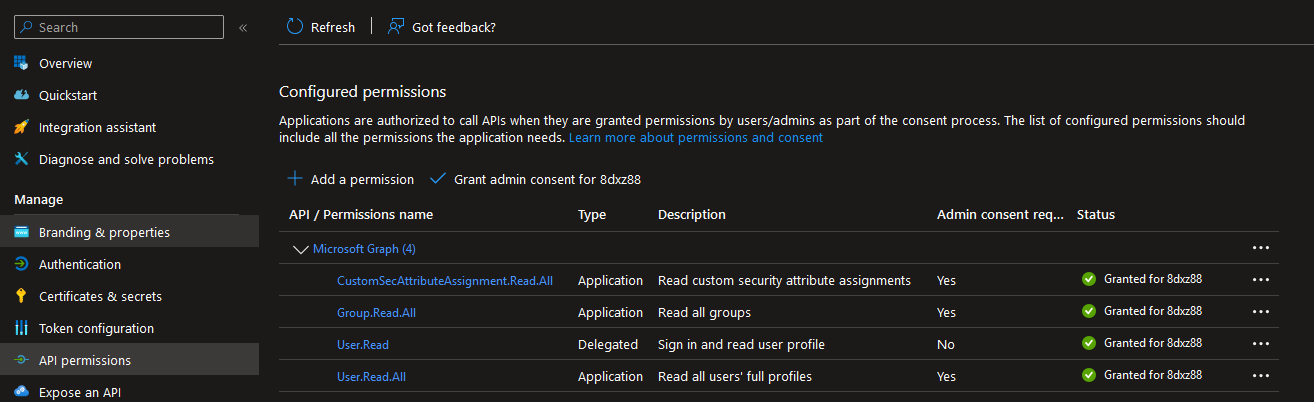 Search «
Refresh
Got feedback?
Overview
Quickstart
Integration assistant
Diagnose and solve problems
Manage
Branding & properties
Authentication
Certificates & secrets
Token configuration
API permissions
Expose an API
Configured permissions
Applications are authorized to call APIs when they are granted permissions by users/admins as part of the consent process. The list of configured permissions should
include all the permissions the application needs. Learn more about permissions and consent
Add a permission
Grant admin consent for 8dxz88
API / Permissions name Type Description Admin consent req... Status
Microsoft Graph (4) ...
CustomSecAttributeAssignment.Read.All Application Read custom security attribute assignments Yes Granted for 8dxz88 ...
Group.Read.All Application Read all groups Yes Granted for 8dxz88 ...
User.Read Delegated Sign in and read user profile No Granted for 8dxz88 ...
User.Read.All Application Read all users' full profiles Yes Granted for 8dxz88 ...